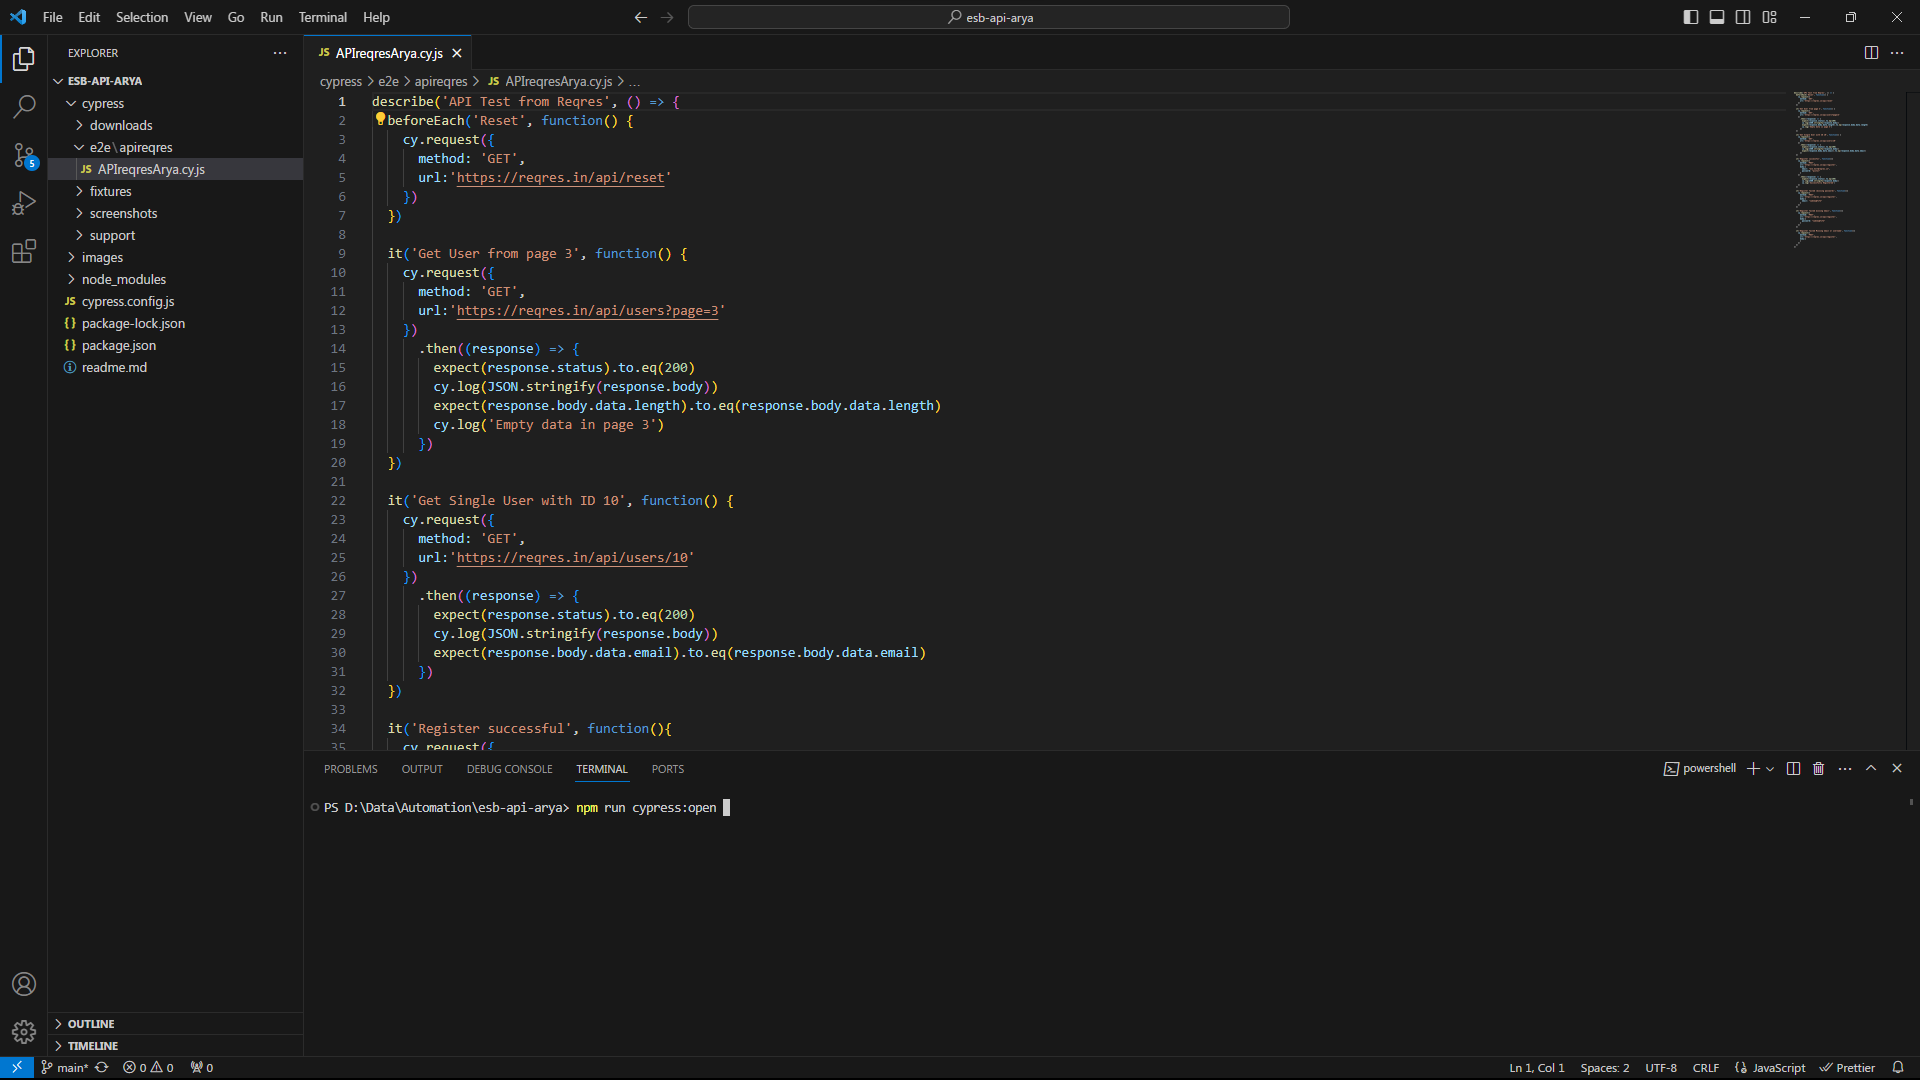 File Edit Selection View Go Run Terminal Help
esb-api-arya
EXPLORER
ESB-API-ARYA
cypress
downloads
e2e\apireqres
JS APIreqresArya.cy.js
fixtures
screenshots
support
images
node_modules
JS cypress.config.js
{} package-lock.json
{} package.json
readme.md
OUTLINE
TIMELINE
5
JS APIreqresArya.cy.js
cypress > e2e > apireqres > JS APIreqresArya.cy.js > ...
1 describe('API Test from Reqres', () => {
2 beforeEach('Reset', function() {
3 cy.request({
4 method: 'GET',
5 url:'https://reqres.in/api/reset'
6 })
7 })
8
9 it('Get User from page 3', function() {
10 cy.request({
11 method: 'GET',
12 url:'https://reqres.in/api/users?page=3'
13 })
14 .then((response) => {
15 expect(response.status).to.eq(200)
16 cy.log(JSON.stringify(response.body))
17 expect(response.body.data.length).to.eq(response.body.data.length)
18 cy.log('Empty data in page 3')
19 })
20 })
21
22 it('Get Single User with ID 10', function() {
23 cy.request({
24 method: 'GET',
25 url:'https://reqres.in/api/users/10'
26 })
27 .then((response) => {
28 expect(response.status).to.eq(200)
29 cy.log(JSON.stringify(response.body))
30 expect(response.body.data.email).to.eq(response.body.data.email)
31 })
32 })
33
34 it('Register successful', function(){
35 cy.request({
PROBLEMS OUTPUT DEBUG CONSOLE TERMINAL PORTS
powershell
PS D:\Data\Automation\esb-api-arya> npm run cypress:open
main* 0 0 0
Ln 1, Col 1 Spaces: 2 UTF-8 CRLF {} JavaScript Prettier